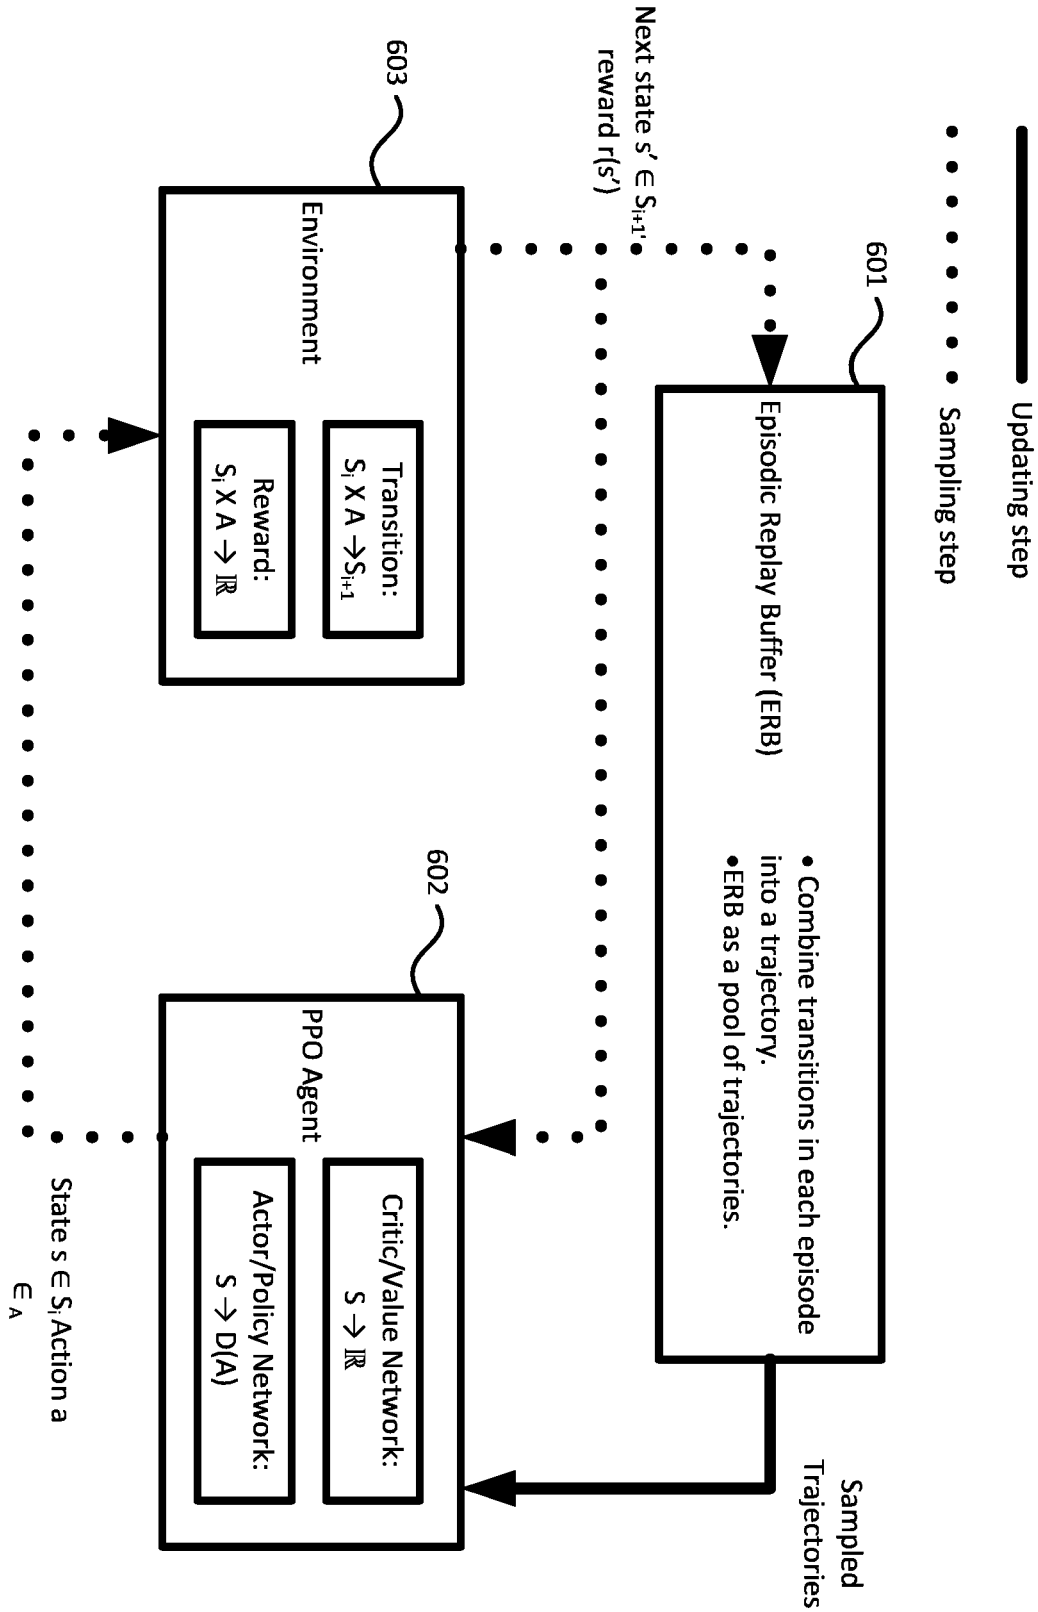 Updating step
Sampling step
601
Episodic Replay Buffer (ERB)
• Combine transitions in each episode
into a trajectory.
•ERB as a pool of trajectories.
Sampled
Trajectories
Next state s′ ∈ Sᵢ₊₁,
reward r(s′)
603
Environment
Transition:
Sᵢ X A →Sᵢ₊₁
Reward:
Sᵢ X A → ℝ
602
PPO Agent
Critic/Value Network:
S → ℝ
Actor/Policy Network:
S → D(A)
State s ∈ Sᵢ Action a
∈ A